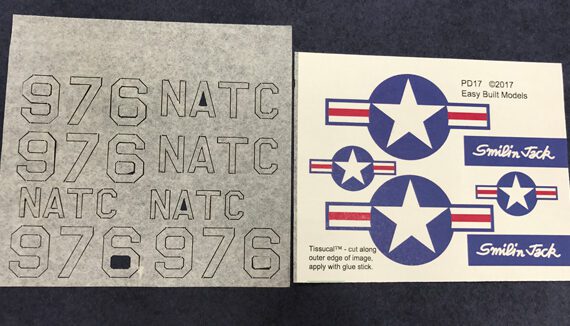 976 NATC
976 NATC
NATC NATC
976 976
PD17 ©2017
Easy Built Models
Smilin Jack
Smilin Jack
Tissucal™ - cut along
outer edge of image,
apply with glue stick.